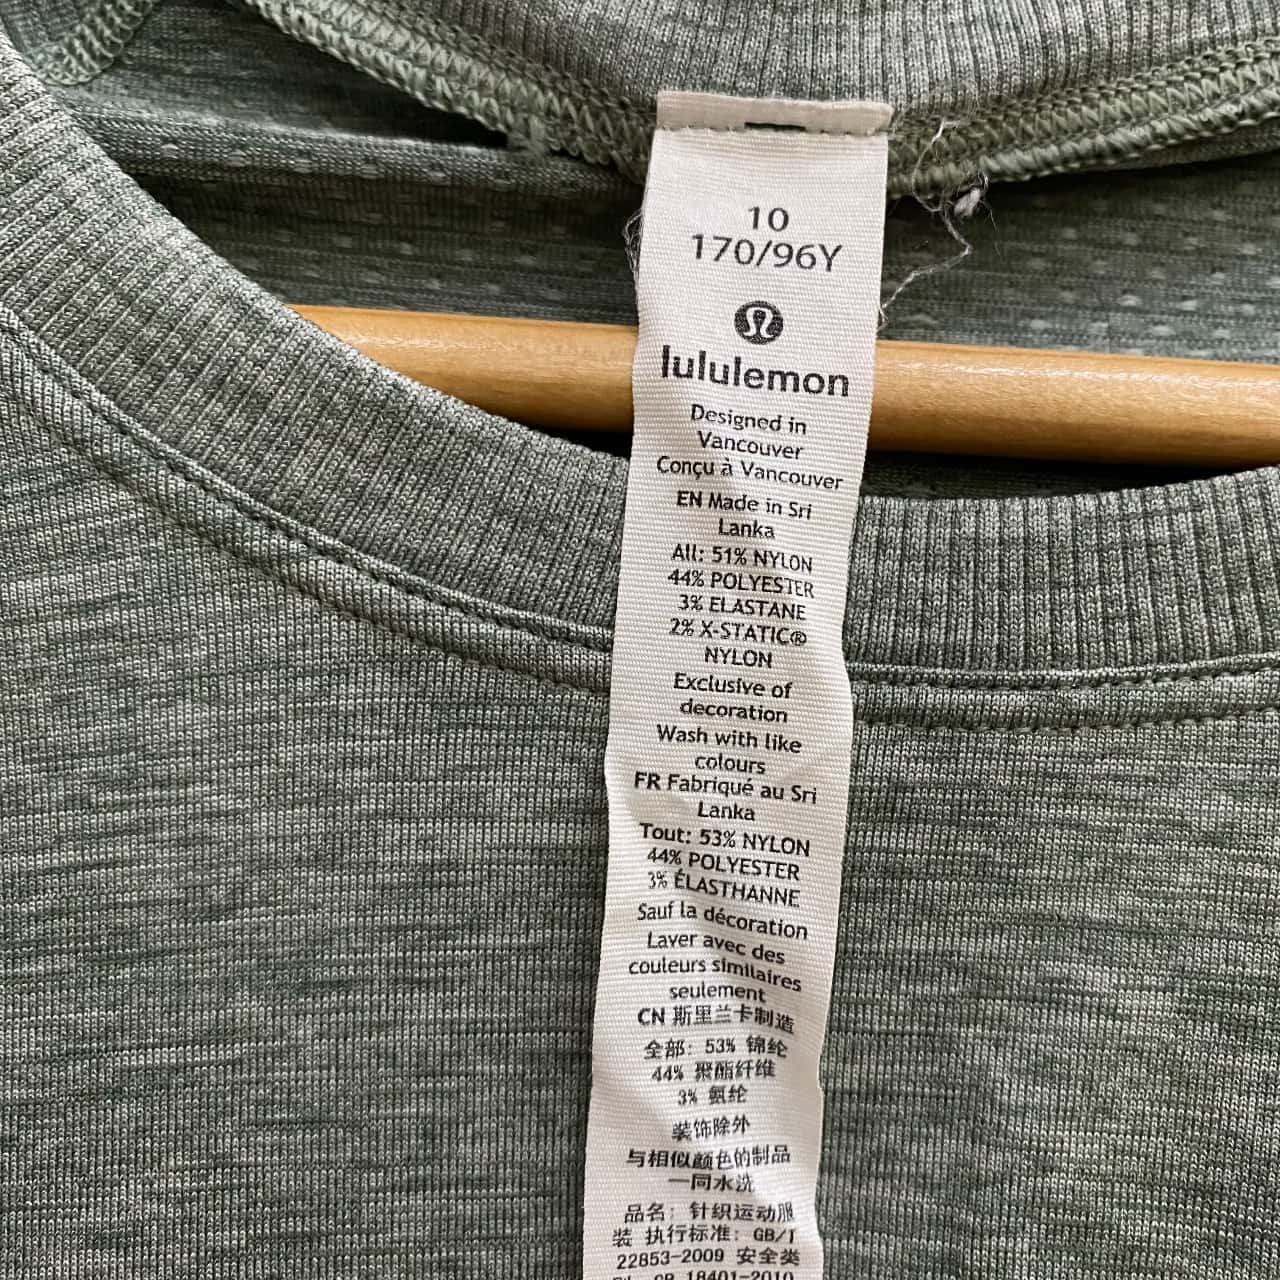 10
170/96Y
lululemon
Designed in
Vancouver
Conçu à Vancouver
EN Made in Sri
Lanka
All: 51% NYLON
44% POLYESTER
3% ELASTANE
2% X-STATIC®
NYLON
Exclusive of
decoration
Wash with like
colours
FR Fabriqué au Sri
Lanka
Tout: 53% NYLON
44% POLYESTER
3% ÉLASTHANNE
Sauf la décoration
Laver avec des
couleurs similaires
seulement
CN 斯里兰卡制造
全部: 53% 锦纶
44% 聚酯纤维
3% 氨纶
装饰除外
与相似颜色的制品
一同水洗
品名: 针织运动服
装 执行标准: GB/T
22853-2009 安全类
GB 18401-2010